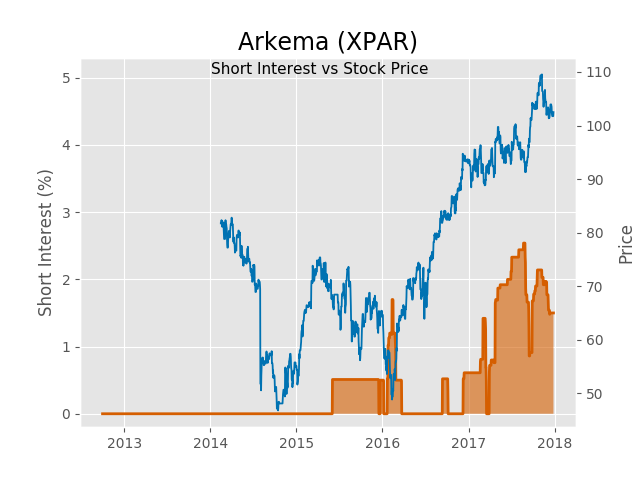 Arkema (XPAR)
Short Interest vs Stock Price
Short Interest (%)
5
4
3
2
1
0
110
100
90
80
70
60
50
Price
2013 2014 2015 2016 2017 2018